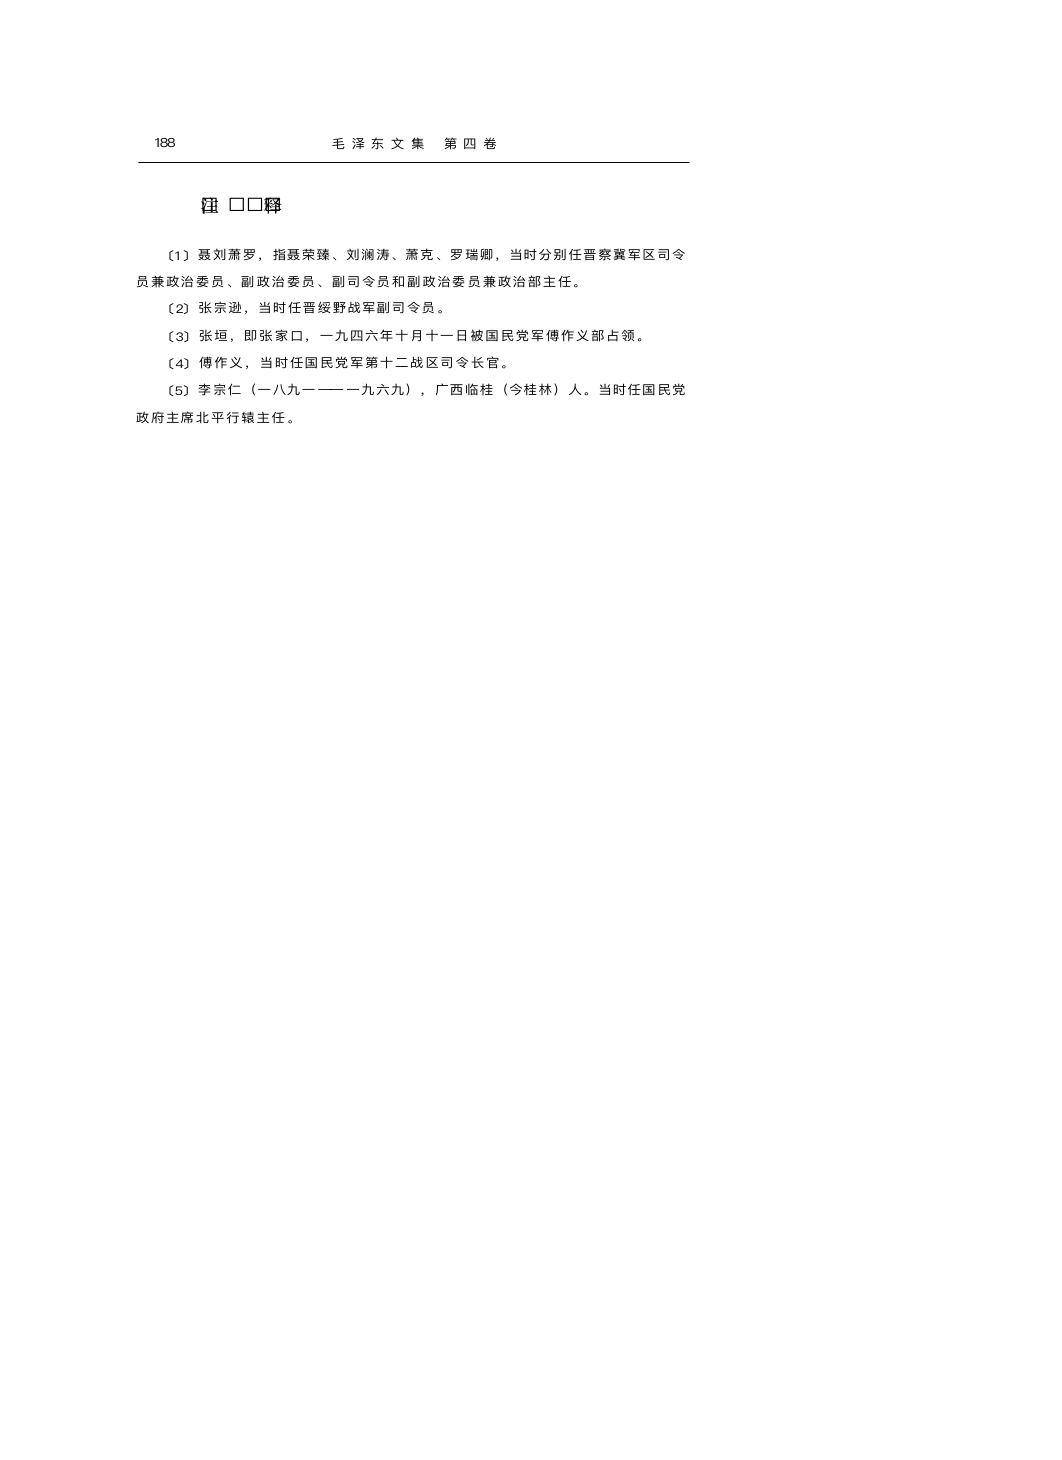 188
毛泽东文集 第四卷
注 □□释
〔1〕聂刘萧罗，指聂荣臻、刘澜涛、萧克、罗瑞卿，当时分别任晋察冀军区司令
员兼政治委员、副政治委员、副司令员和副政治委员兼政治部主任。
〔2〕张宗逊，当时任晋绥野战军副司令员。
〔3〕张垣，即张家口，一九四六年十月十一日被国民党军傅作义部占领。
〔4〕傅作义，当时任国民党军第十二战区司令长官。
〔5〕李宗仁（一八九一——一九六九），广西临桂（今桂林）人。当时任国民党
政府主席北平行辕主任。